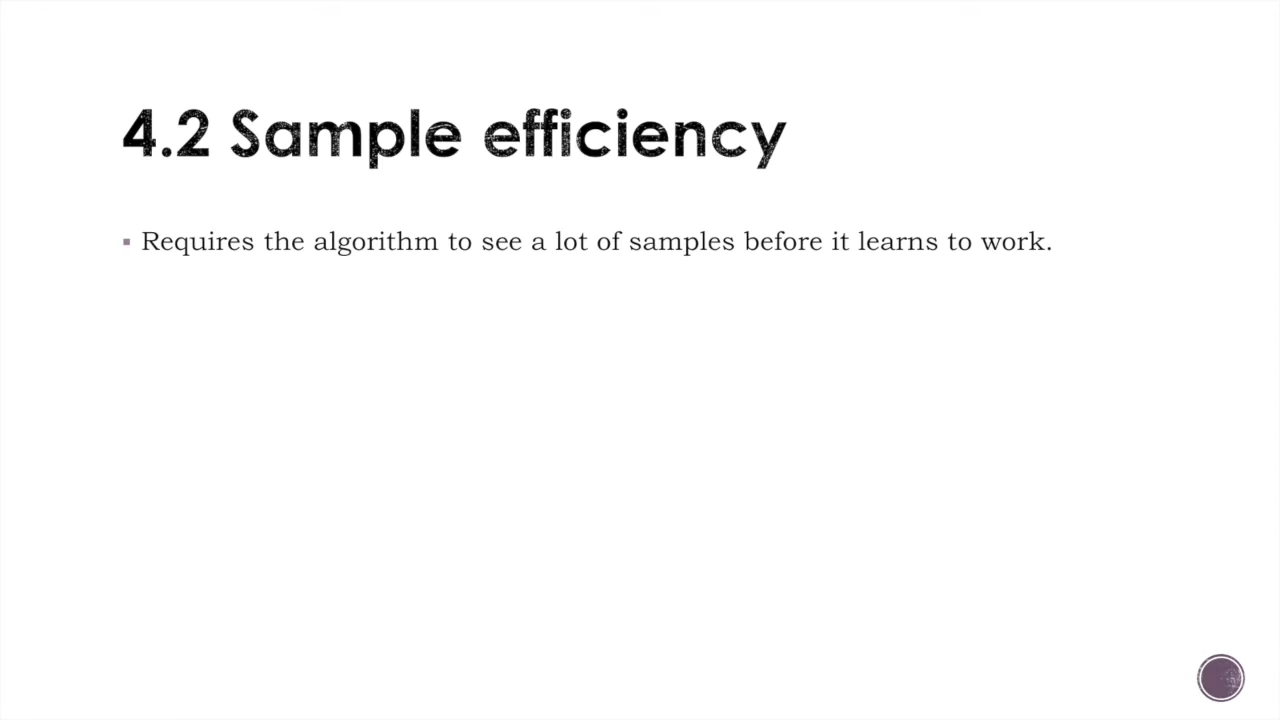 4.2 Sample efficiency
Requires the algorithm to see a lot of samples before it learns to work.